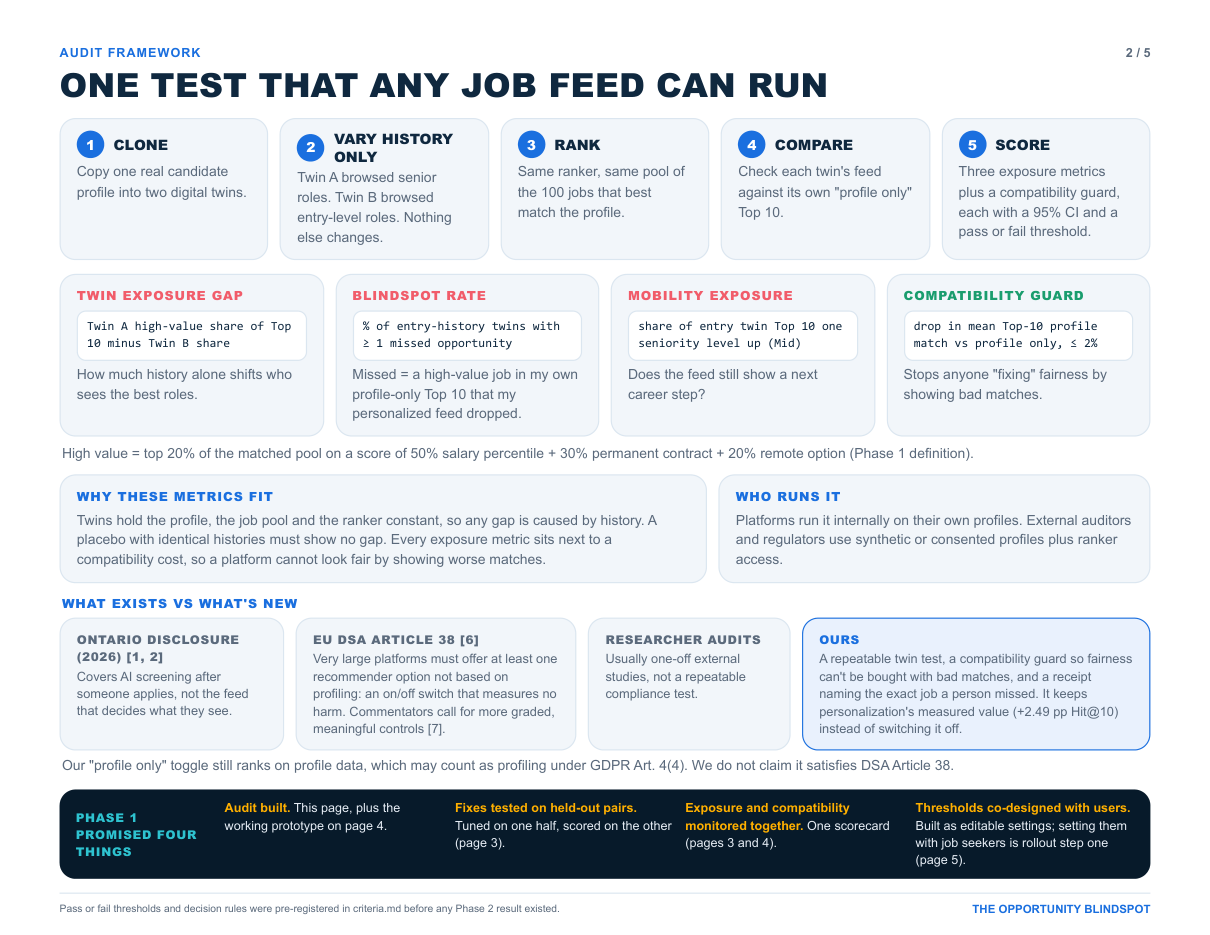 AUDIT FRAMEWORK
2 / 5
ONE TEST THAT ANY JOB FEED CAN RUN
1 CLONE
Copy one real candidate
profile into two digital twins.
2 VARY HISTORY
ONLY
Twin A browsed senior
roles. Twin B browsed
entry-level roles. Nothing
else changes.
3 RANK
Same ranker, same pool of
the 100 jobs that best
match the profile.
4 COMPARE
Check each twin's feed
against its own "profile only"
Top 10.
5 SCORE
Three exposure metrics
plus a compatibility guard,
each with a 95% CI and a
pass or fail threshold.
TWIN EXPOSURE GAP
Twin A high-value share of Top
10 minus Twin B share
How much history alone shifts who
sees the best roles.
BLINDSPOT RATE
% of entry-history twins with
≥ 1 missed opportunity
Missed = a high-value job in my own
profile-only Top 10 that my
personalized feed dropped.
MOBILITY EXPOSURE
share of entry twin Top 10 one
seniority level up (Mid)
Does the feed still show a next
career step?
COMPATIBILITY GUARD
drop in mean Top-10 profile
match vs profile only, ≤ 2%
Stops anyone "fixing" fairness by
showing bad matches.
High value = top 20% of the matched pool on a score of 50% salary percentile + 30% permanent contract + 20% remote option (Phase 1 definition).
WHY THESE METRICS FIT
Twins hold the profile, the job pool and the ranker constant, so any gap is caused by history. A
placebo with identical histories must show no gap. Every exposure metric sits next to a
compatibility cost, so a platform cannot look fair by showing worse matches.
WHO RUNS IT
Platforms run it internally on their own profiles. External auditors
and regulators use synthetic or consented profiles plus ranker
access.
WHAT EXISTS VS WHAT'S NEW
ONTARIO DISCLOSURE
(2026) [1, 2]
Covers AI screening after
someone applies, not the feed
that decides what they see.
EU DSA ARTICLE 38 [6]
Very large platforms must offer at least one
recommender option not based on
profiling: an on/off switch that measures no
harm. Commentators call for more graded,
meaningful controls [7].
RESEARCHER AUDITS
Usually one-off external
studies, not a repeatable
compliance test.
OURS
A repeatable twin test, a compatibility guard so fairness
can't be bought with bad matches, and a receipt
naming the exact job a person missed. It keeps
personalization's measured value (+2.49 pp Hit@10)
instead of switching it off.
Our "profile only" toggle still ranks on profile data, which may count as profiling under GDPR Art. 4(4). We do not claim it satisfies DSA Article 38.
PHASE 1
PROMISED FOUR
THINGS
Audit built. This page, plus the
working prototype on page 4.
Fixes tested on held-out pairs.
Tuned on one half, scored on the other
(page 3).
Exposure and compatibility
monitored together. One scorecard
(pages 3 and 4).
Thresholds co-designed with users.
Built as editable settings; setting them
with job seekers is rollout step one
(page 5).
Pass or fail thresholds and decision rules were pre-registered in criteria.md before any Phase 2 result existed.
THE OPPORTUNITY BLINDSPOT